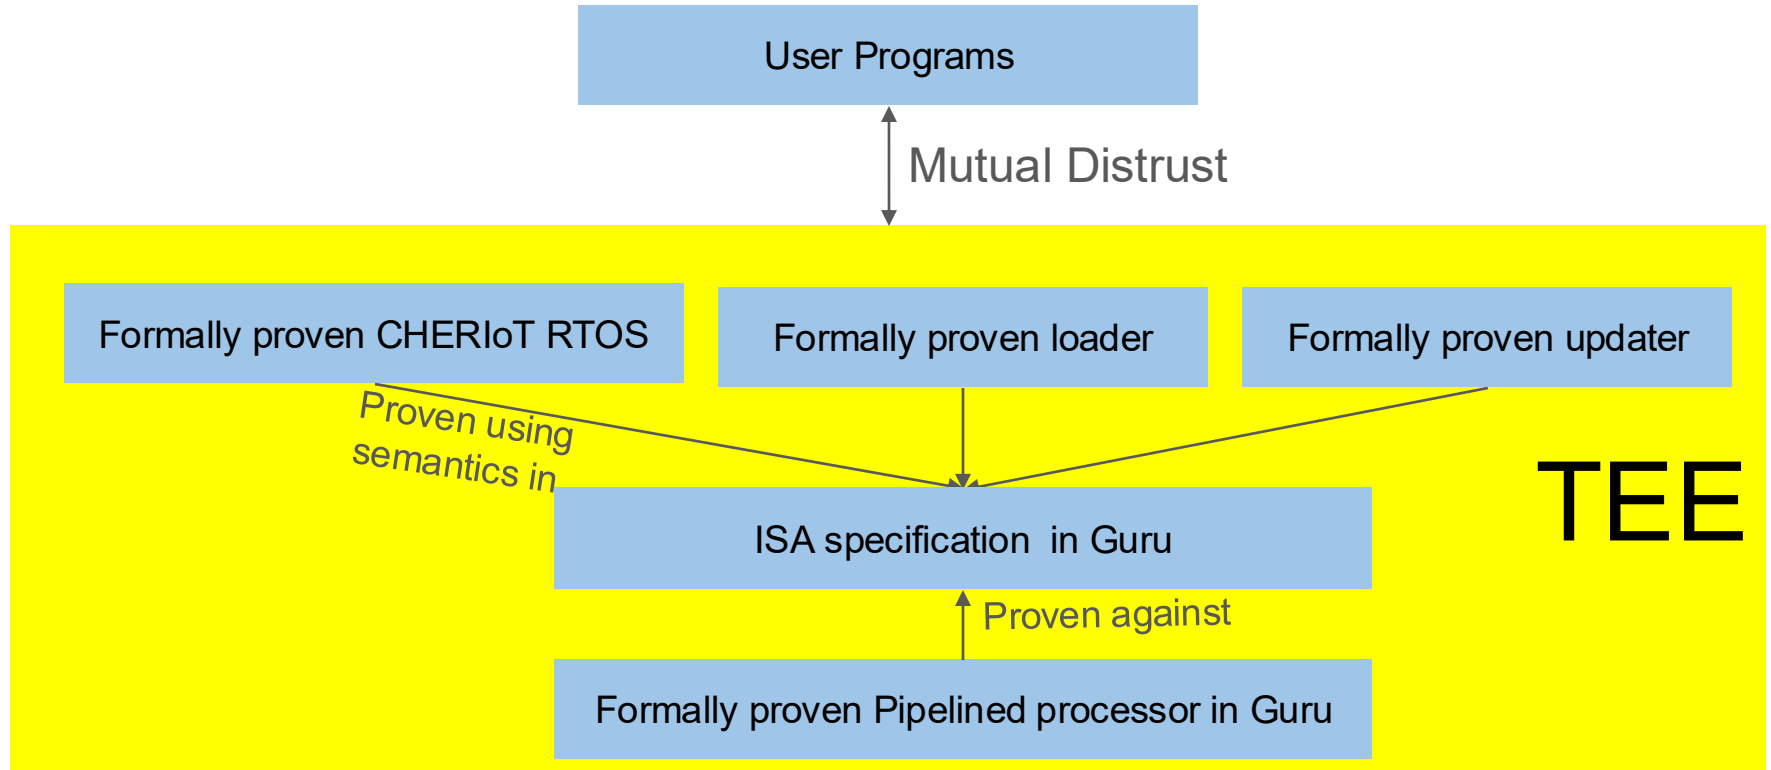 User Programs
Mutual Distrust
Formally proven CHERIoT RTOS
Formally proven loader
Formally proven updater
Proven using
semantics in
TEE
ISA specification  in Guru
Proven against
Formally proven Pipelined processor in Guru